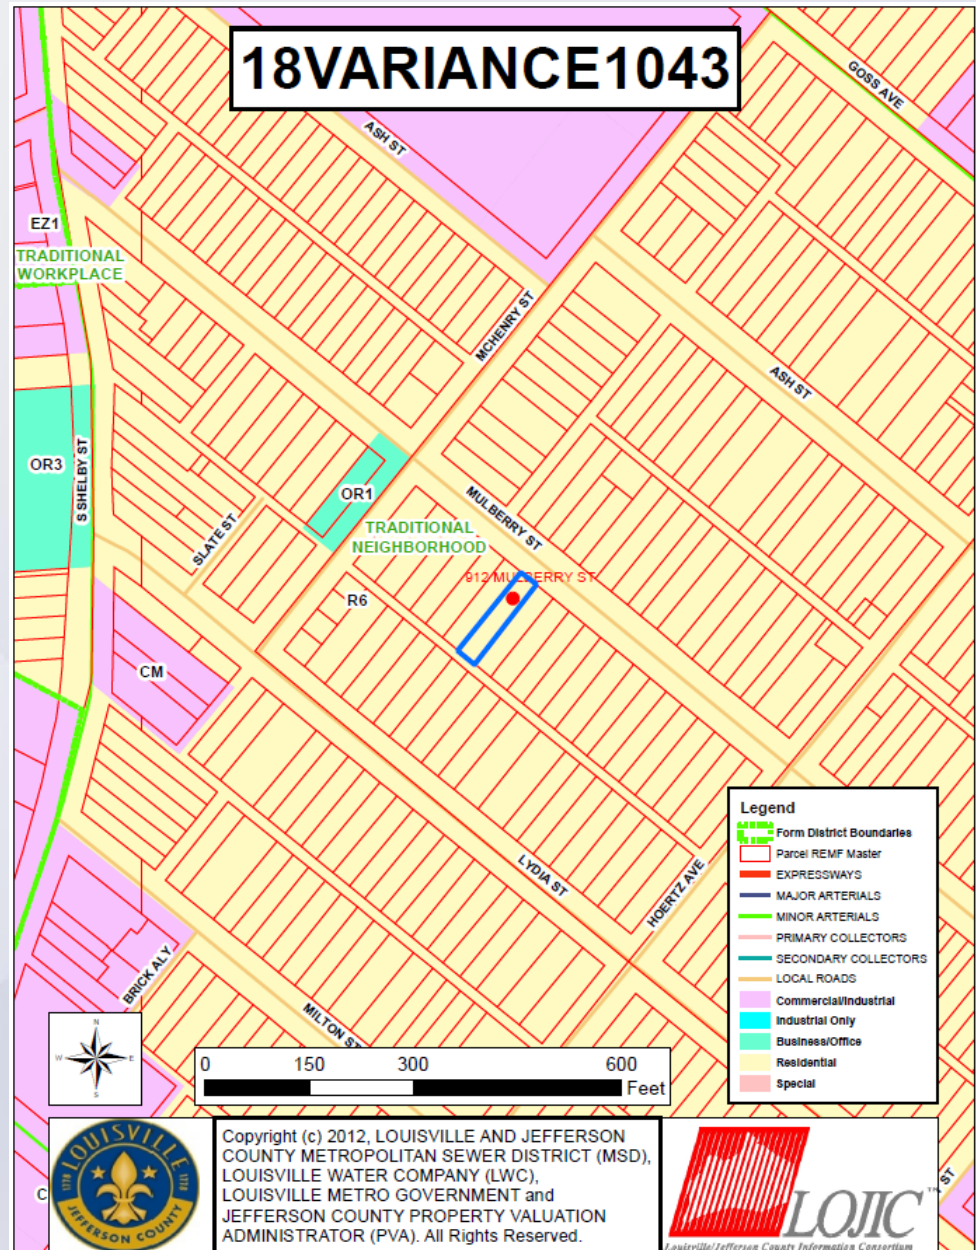 18VARIANCE1043
GOSS AVE
ASH ST
EZ1
TRADITIONAL
WORKPLACE
MCHENRY ST
ASH ST
OR3
S SHELBY ST
OR1
MULBERRY ST
SLATE ST
TRADITIONAL
NEIGHBORHOOD
912 MULBERRY ST
R6
CM
LYDIA ST
HOERTZ AVE
BRICK ALY
MILTON ST
Legend
Form District Boundaries
Parcel REMF Master
EXPRESSWAYS
MAJOR ARTERIALS
MINOR ARTERIALS
PRIMARY COLLECTORS
SECONDARY COLLECTORS
LOCAL ROADS
Commercial/Industrial
Industrial Only
Business/Office
Residential
Special
N
W E
S
0 150 300 600
Feet
C
ST
LOUISVILLE
1778 1778
JEFFERSON COUNTY
Copyright (c) 2012, LOUISVILLE AND JEFFERSON
COUNTY METROPOLITAN SEWER DISTRICT (MSD),
LOUISVILLE WATER COMPANY (LWC),
LOUISVILLE METRO GOVERNMENT and
JEFFERSON COUNTY PROPERTY VALUATION
ADMINISTRATOR (PVA). All Rights Reserved.
LOJIC™
Louisville/Jefferson County Information Consortium